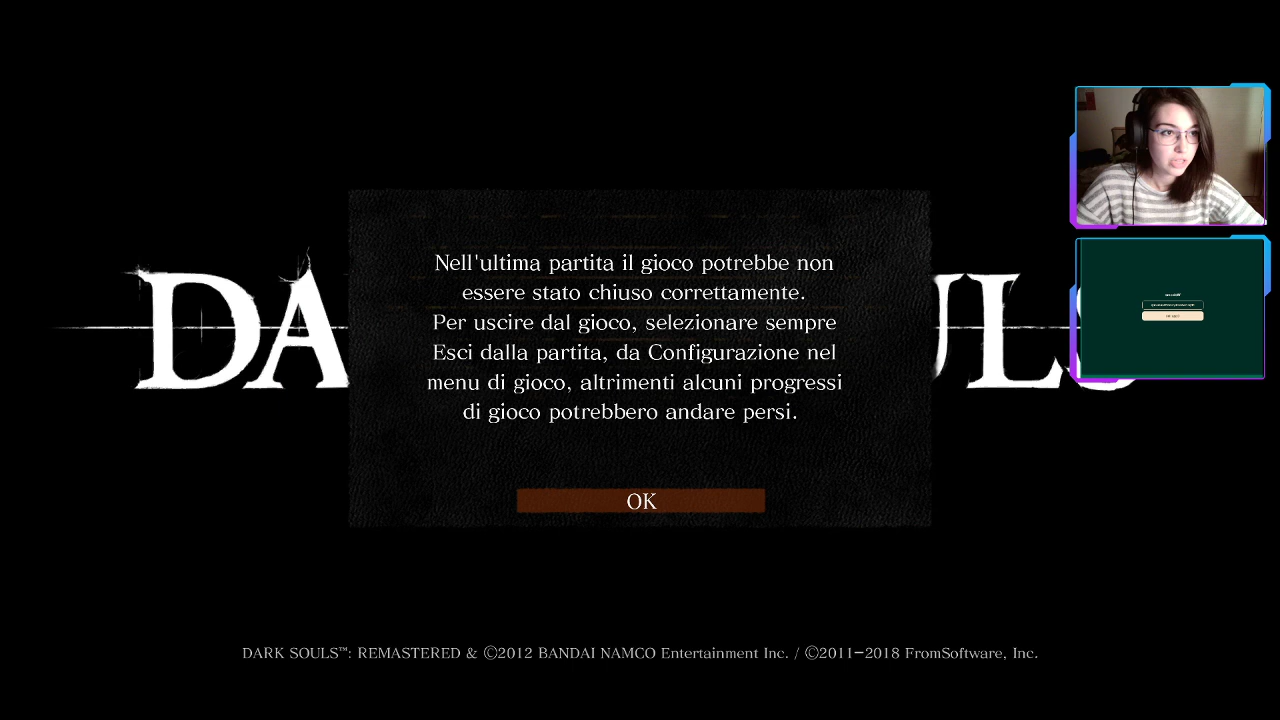 Nell'ultima partita il gioco potrebbe non
essere stato chiuso correttamente.
Per uscire dal gioco, selezionare sempre
Esci dalla partita, da Configurazione nel
menu di gioco, altrimenti alcuni progressi
di gioco potrebbero andare persi.
OK
DA ULS
DARK SOULS™: REMASTERED & ©2012 BANDAI NAMCO Entertainment Inc. / ©2011-2018 FromSoftware, Inc.